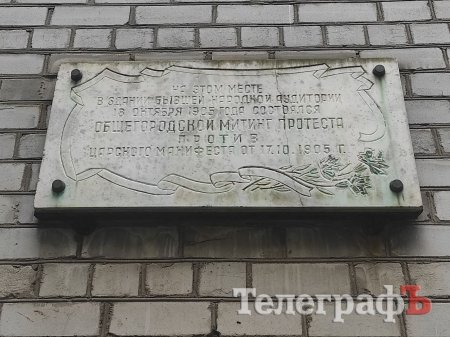 НА ЭТОМ МЕСТЕ
В ЗДАНИИ БЫВШЕЙ НАРОДНОЙ АУДИТОРИИ
18 ОКТЯБРЯ 1905 ГОДА СОСТОЯЛСЯ
ОБЩЕГОРОДСКОЙ МИТИНГ ПРОТЕСТА
ПРОТИВ
ЦАРСКОГО МАНИФЕСТА ОТ 17.10.1905 Г.
ТелеграфЪ